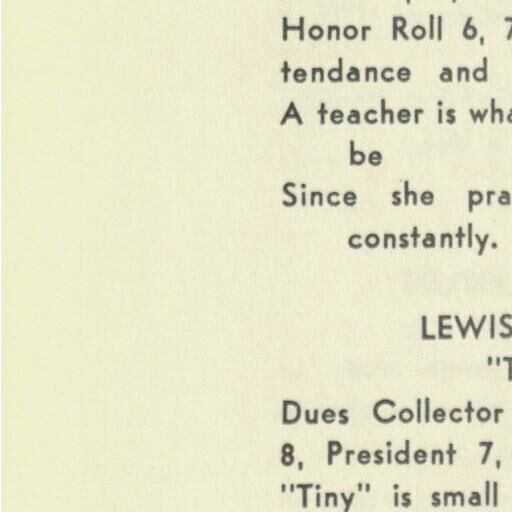 Honor Roll 6, 7
tendance and
A teacher is wha
be
Since she pra
constantly.
LEWIS
"T
Dues Collector
8, President 7,
"Tiny" is small